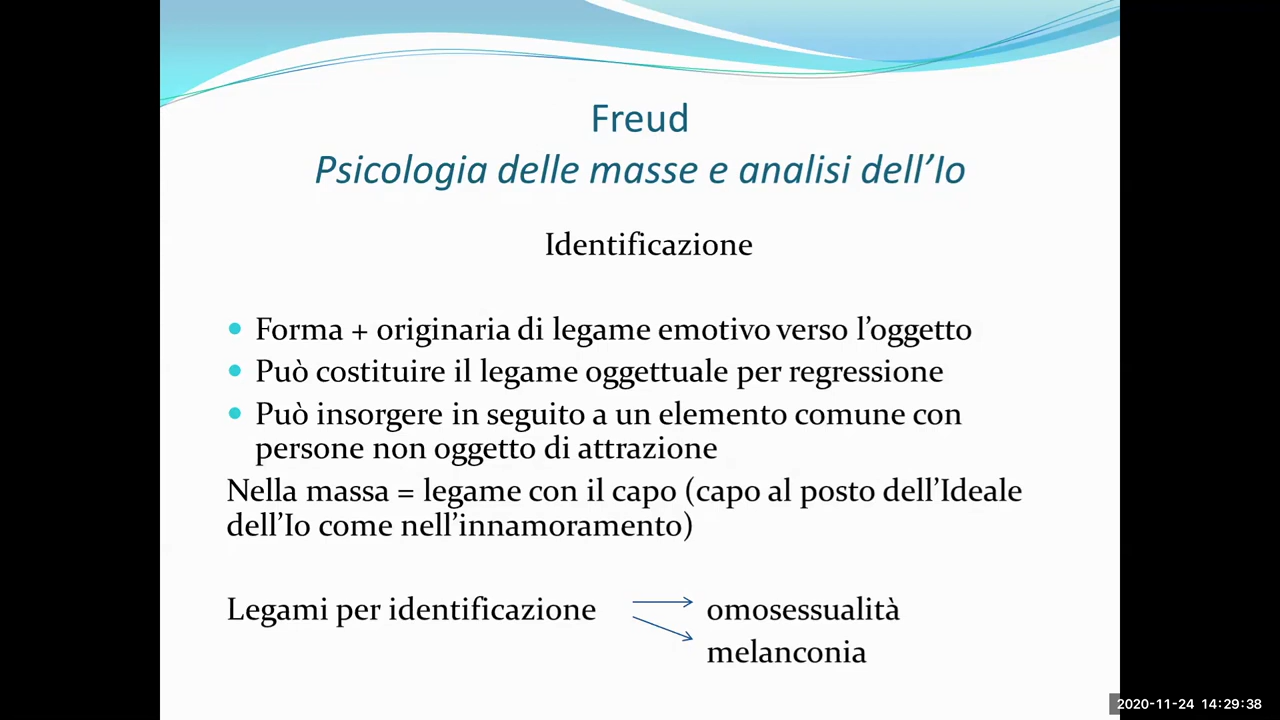 Freud
Psicologia delle masse e analisi dell’Io
Identificazione
Forma + originaria di legame emotivo verso l’oggetto
Può costituire il legame oggettuale per regressione
Può insorgere in seguito a un elemento comune con
persone non oggetto di attrazione
Nella massa = legame con il capo (capo al posto dell’Ideale
dell’Io come nell’innamoramento)
Legami per identificazione omosessualità
melanconia
2020-11-24 14:29:38